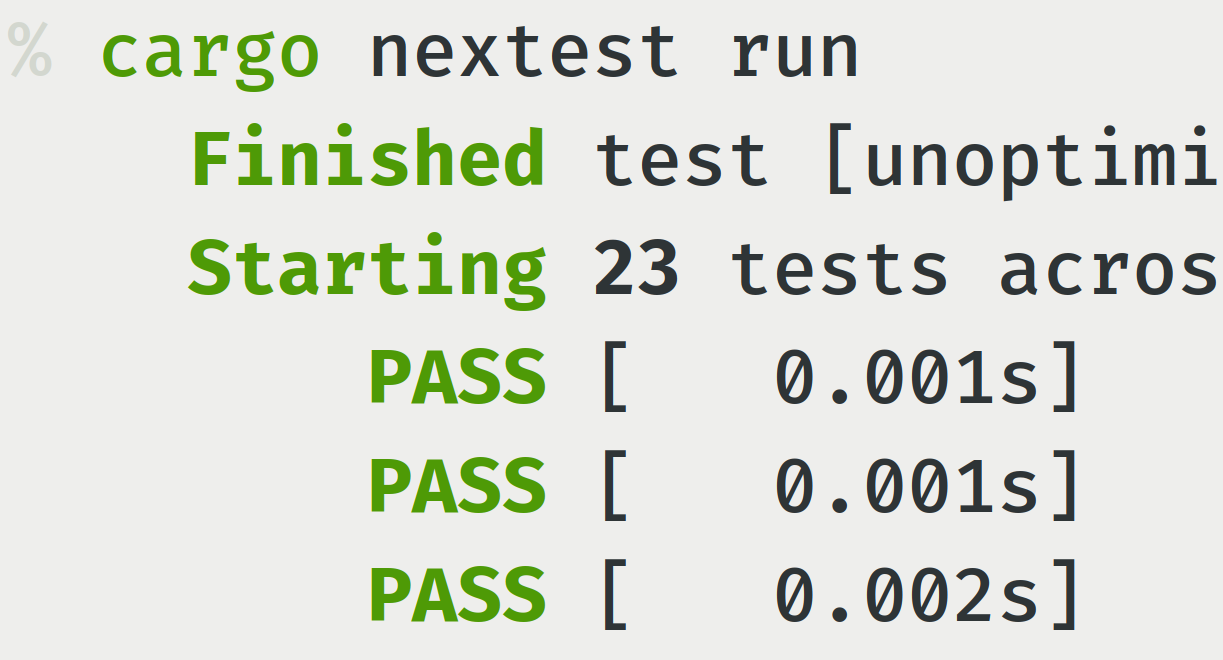 % cargo nextest run
Finished test [unoptimi
Starting 23 tests acros
PASS [   0.001s]
PASS [   0.001s]
PASS [   0.002s]